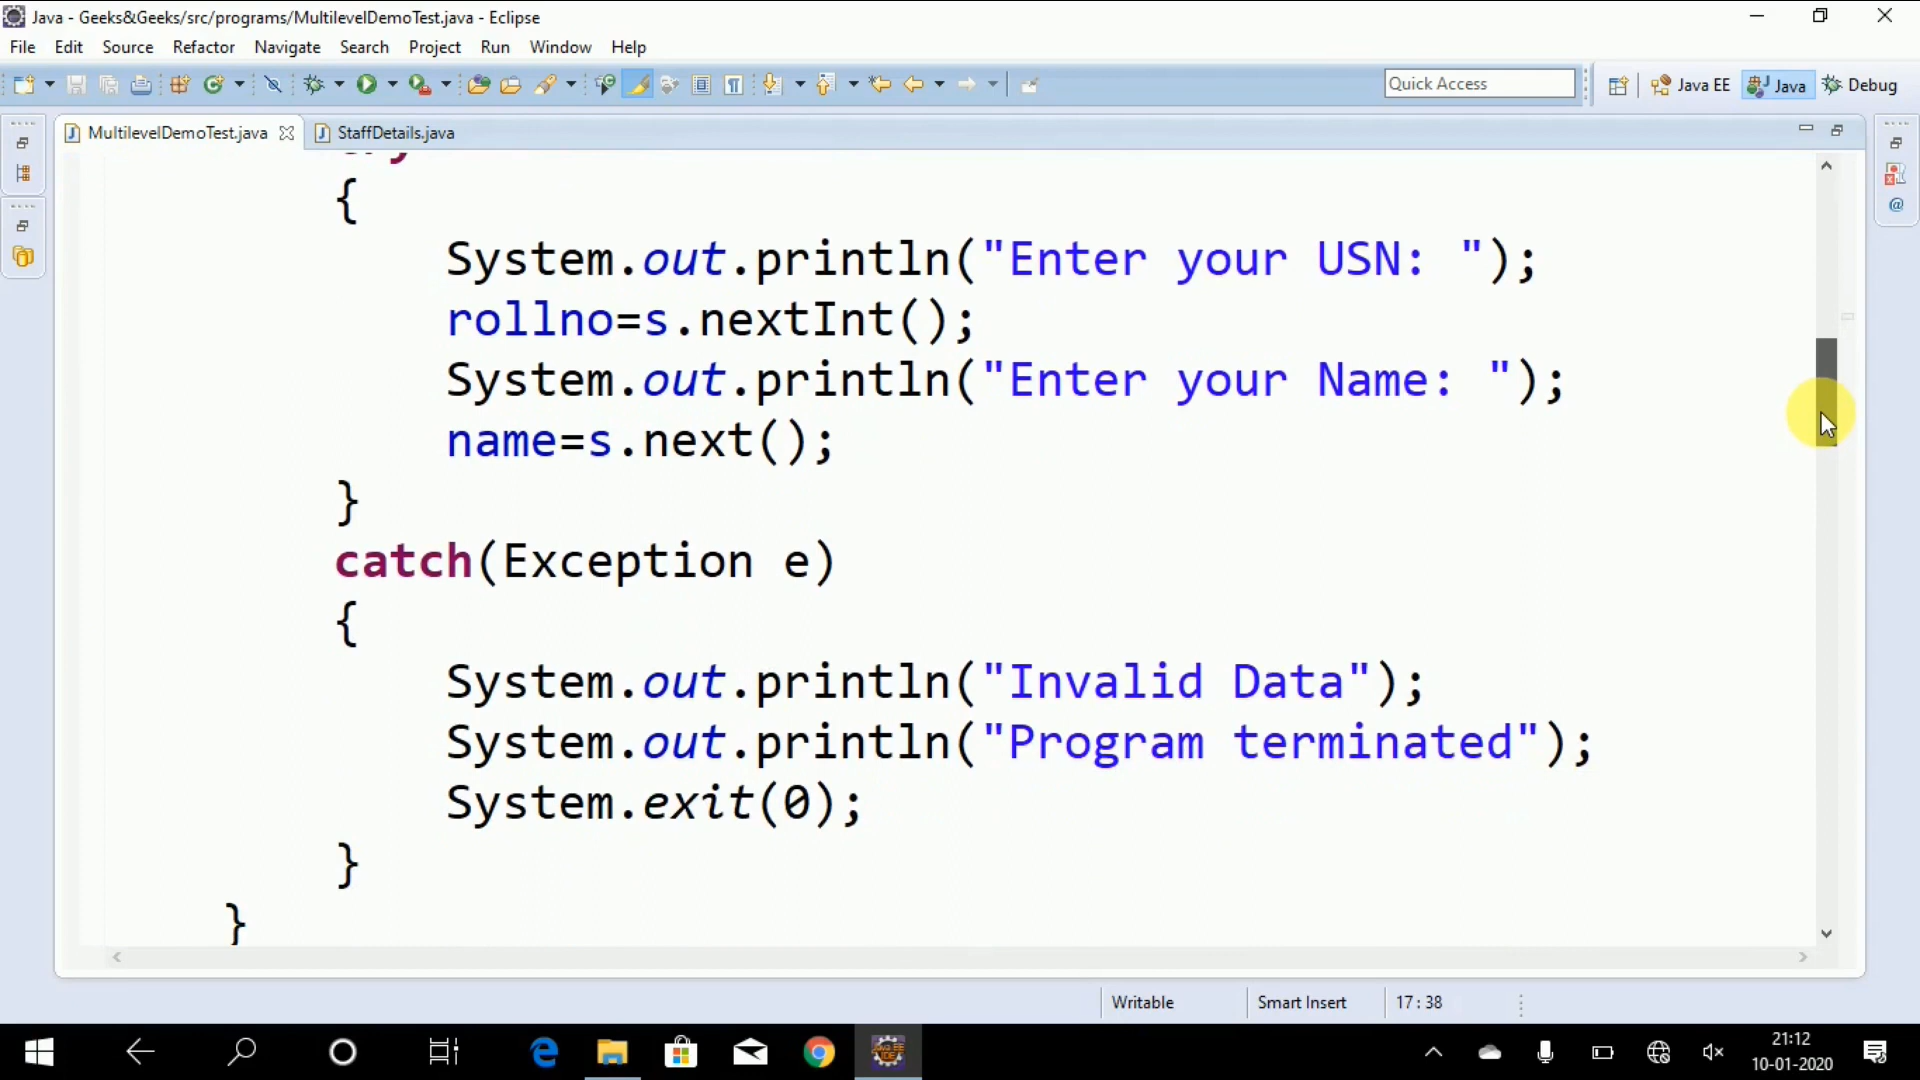 Java - Geeks&Geeks/src/programs/MultilevelDemoTest.java - Eclipse
File Edit Source Refactor Navigate Search Project Run Window Help
Quick Access Java EE Java Debug
MultilevelDemoTest.java StaffDetails.java
{
System.out.println("Enter your USN: ");
rollno=s.nextInt();
System.out.println("Enter your Name: ");
name=s.next();
}
catch(Exception e)
{
System.out.println("Invalid Data");
System.out.println("Program terminated");
System.exit(0);
}
}
Writable Smart Insert 17:38
21:12
10-01-2020